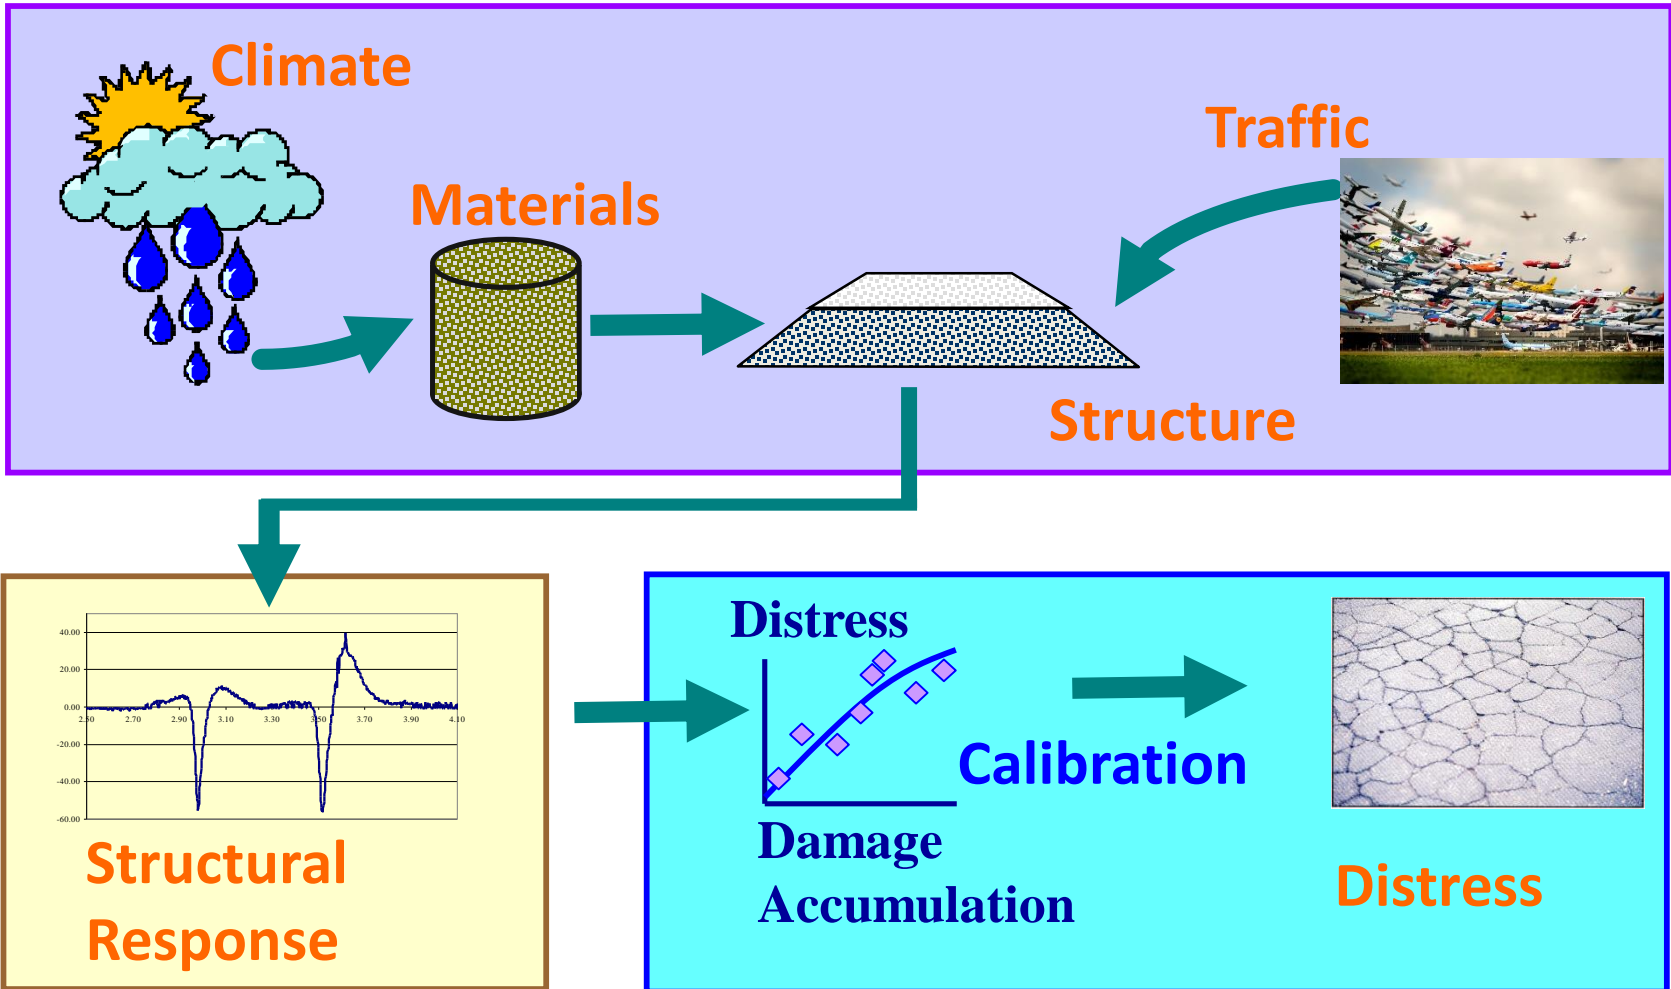 Climate
Traffic
Materials
Structure
40.00
20.00
0.00
2.50 2.70 2.90 3.10 3.30 3.50 3.70 3.90 4.10
-20.00
-40.00
-60.00
Structural
Response
Distress
Calibration
Damage
Accumulation
Distress